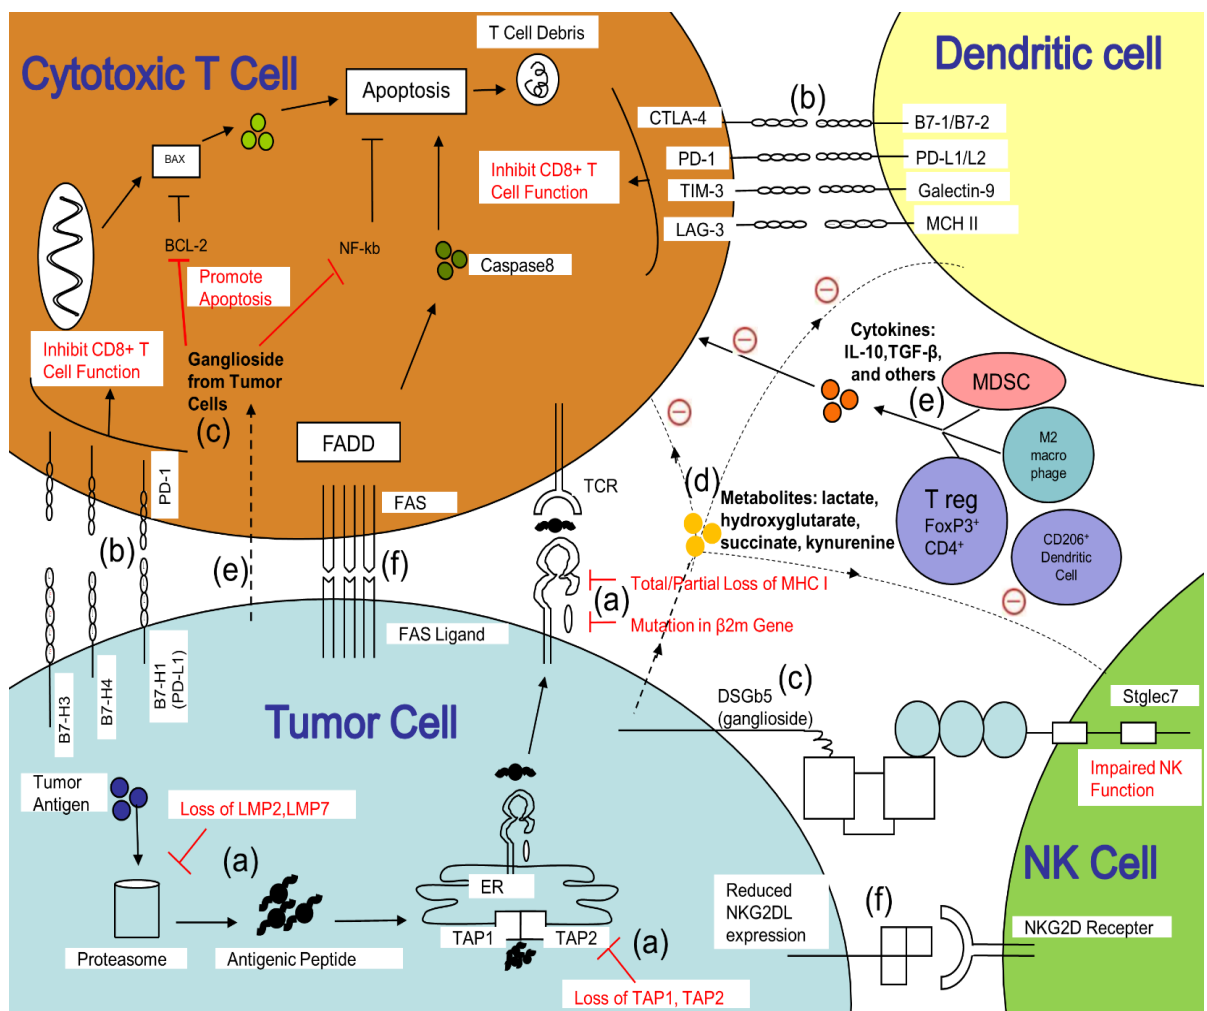 Cytotoxic T Cell
T Cell Debris
Apoptosis
BAX
BCL-2
NF-kb
Promote
Apoptosis
Caspase8
Inhibit CD8+ T
Cell Function
Inhibit CD8+ T
Cell Function
Ganglioside
from Tumor
Cells
(c)
FADD
FAS
TCR
PD-1
(b)
(e)
(f)
FAS Ligand
B7-H3
B7-H4
B7-H1
(PD-L1)
Dendritic cell
(b)
CTLA-4
B7-1/B7-2
PD-1
PD-L1/L2
TIM-3
Galectin-9
LAG-3
MCH II
Cytokines:
IL-10,TGF-β,
and others
(e)
MDSC
M2
macro
phage
T reg
FoxP3⁺
CD4⁺
CD206⁺
Dendritic
Cell
(d)
Metabolites: lactate,
hydroxyglutarate,
succinate, kynurenine
Total/Partial Loss of MHC I
(a)
Mutation in β2m Gene
Tumor Cell
Tumor
Antigen
Loss of LMP2,LMP7
(a)
Proteasome
Antigenic Peptide
ER
TAP1
TAP2
(a)
Loss of TAP1, TAP2
DSGb5
(ganglioside)
(c)
Stglec7
Impaired NK
Function
NK Cell
Reduced
NKG2DL
expression
(f)
NKG2D Recepter